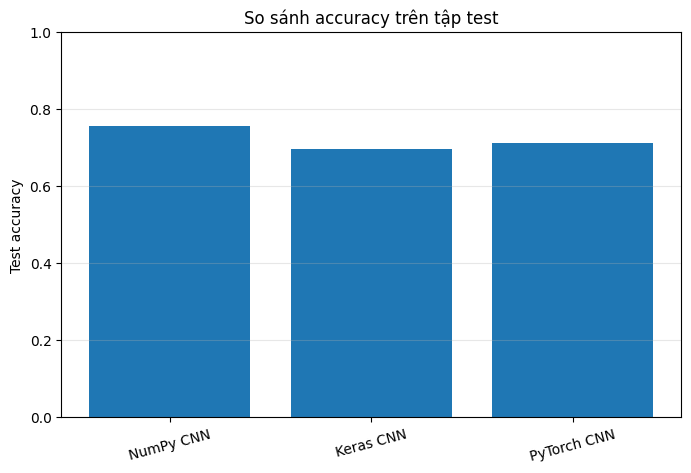 So sánh accuracy trên tập test
1.0
0.8
0.6
0.4
0.2
0.0
Test accuracy
NumPy CNN
Keras CNN
PyTorch CNN